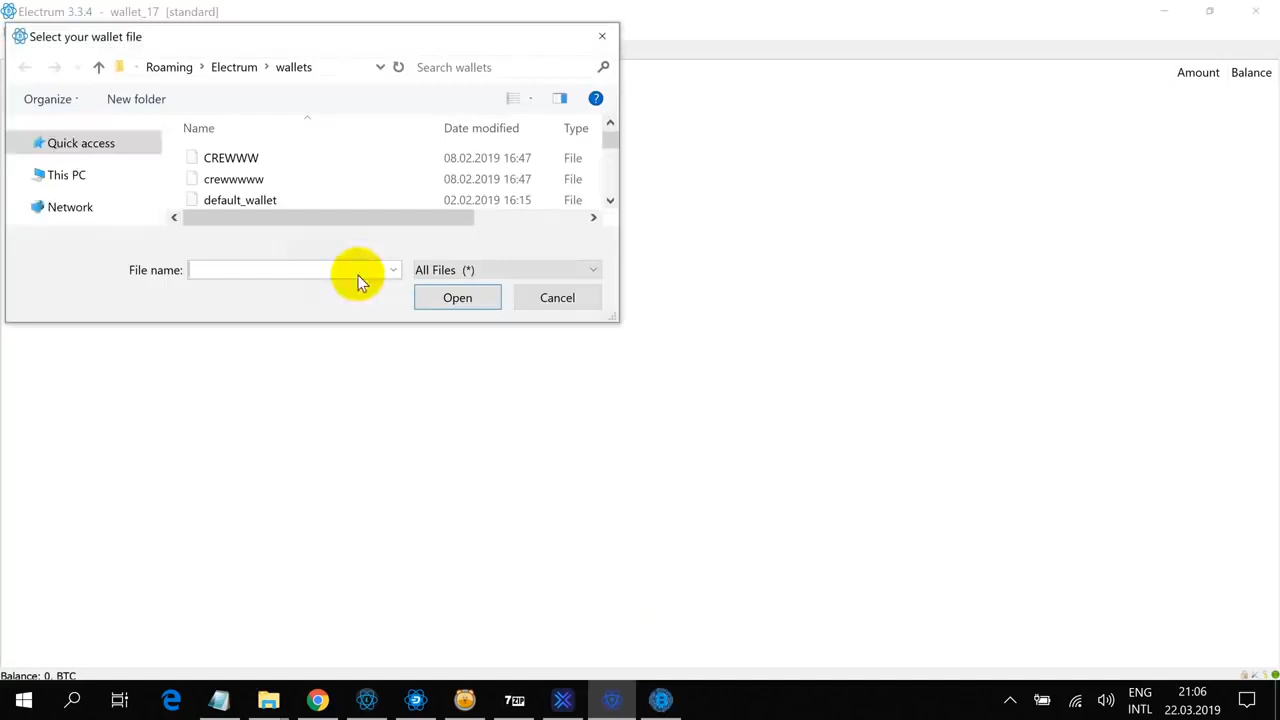 Electrum 3.3.4 - wallet_17 [standard]
Select your wallet file
Roaming > Electrum > wallets
Search wallets
Organize
New folder
Name
Date modified
Type
Quick access
This PC
Network
CREWWW 08.02.2019 16:47 File
crewwwww 08.02.2019 16:47 File
default_wallet 02.02.2019 16:15 File
File name:
All Files (*)
Open
Cancel
Amount
Balance
Balance: 0. BTC
7ZIP
ENG
INTL
21:06
22.03.2019